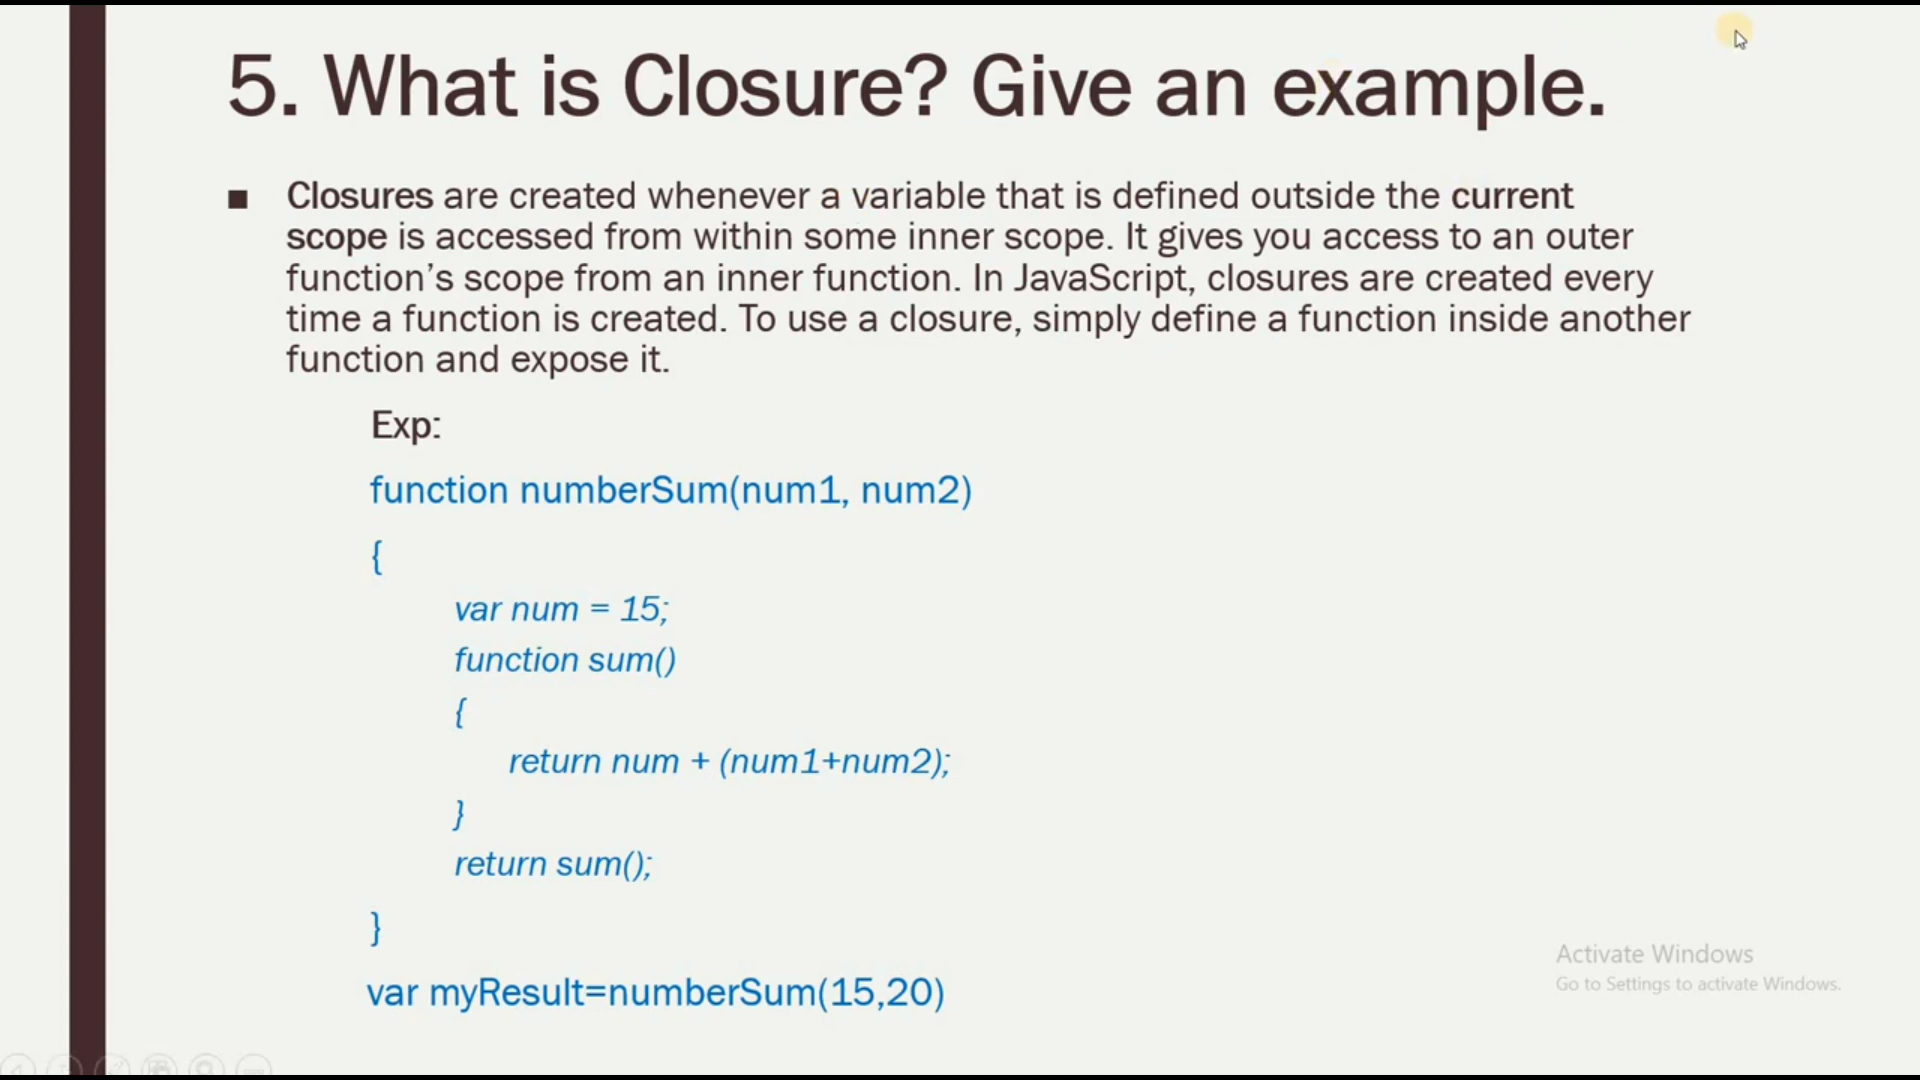 5. What is Closure? Give an example.
■ Closures are created whenever a variable that is defined outside the current
scope is accessed from within some inner scope. It gives you access to an outer
function’s scope from an inner function. In JavaScript, closures are created every
time a function is created. To use a closure, simply define a function inside another
function and expose it.
Exp:
function numberSum(num1, num2)
{
var num = 15;
function sum()
{
return num + (num1+num2);
}
return sum();
}
var myResult=numberSum(15,20)
Activate Windows
Go to Settings to activate Windows.